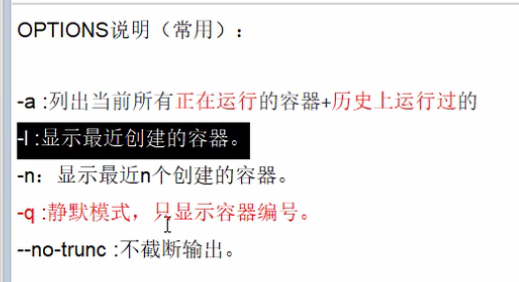 OPTIONS说明（常用）：
-a :列出当前所有正在运行的容器+历史上运行过的
-l :显示最近创建的容器。
-n：显示最近n个创建的容器。
-q :静默模式，只显示容器编号。
--no-trunc :不截断输出。